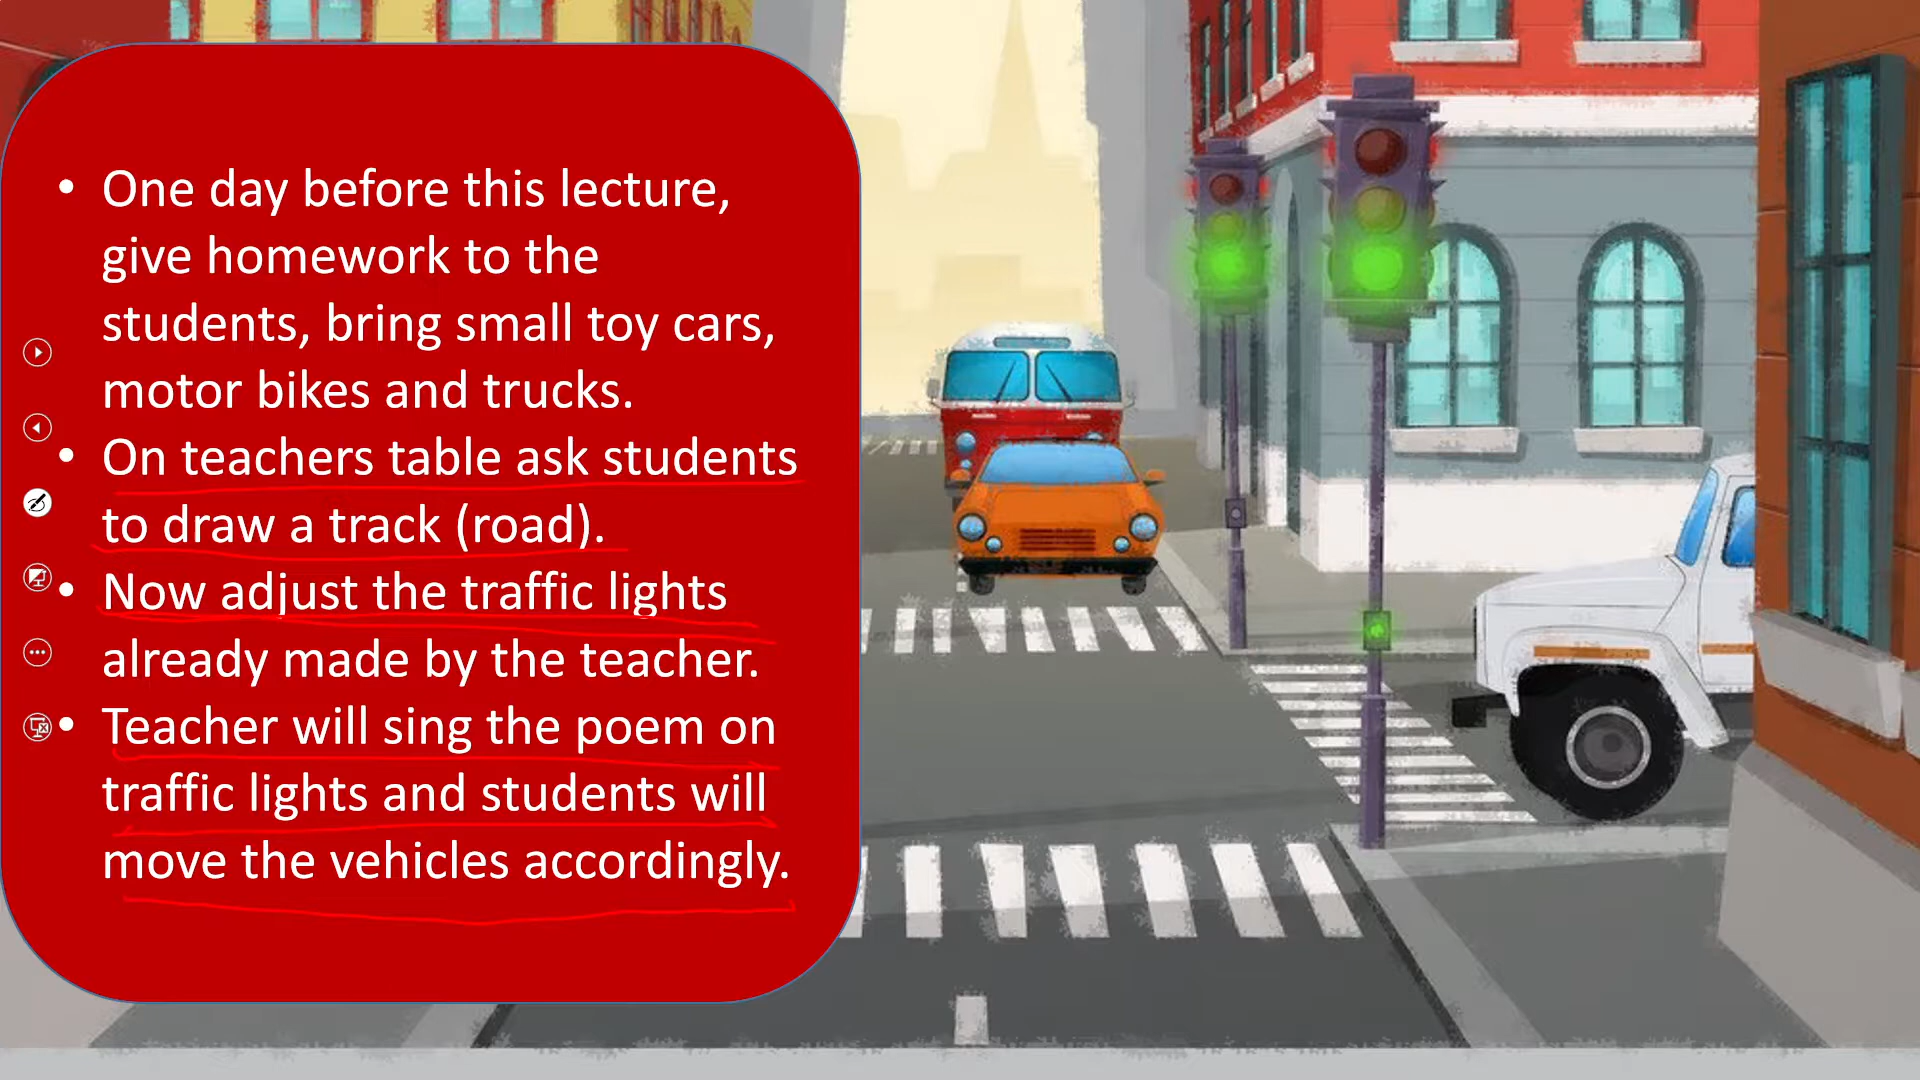 • One day before this lecture,
give homework to the
students, bring small toy cars,
motor bikes and trucks.
• On teachers table ask students
to draw a track (road).
• Now adjust the traffic lights
already made by the teacher.
• Teacher will sing the poem on
traffic lights and students will
move the vehicles accordingly.